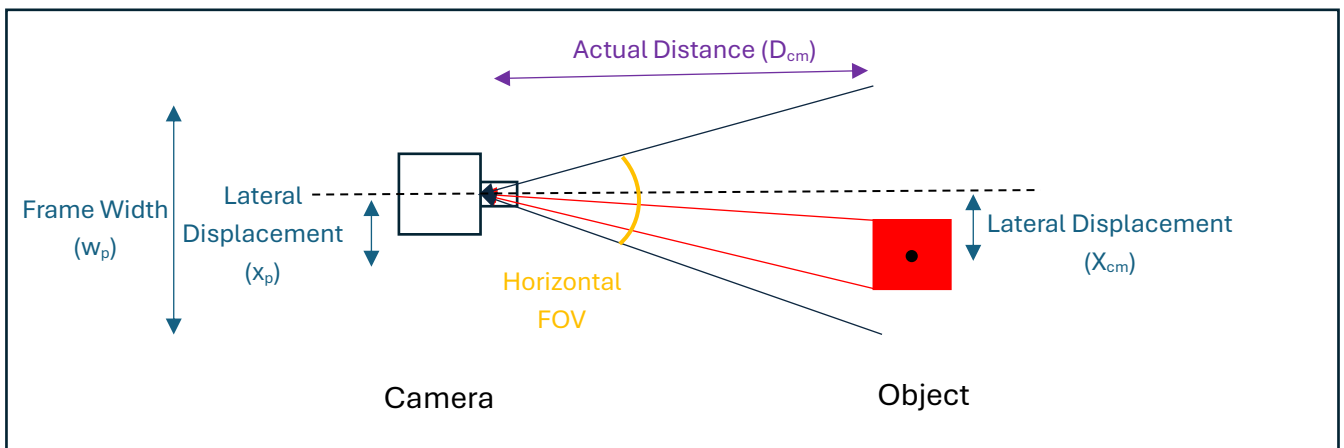 Actual Distance (Dcm)
Frame Width
(wp)
Lateral
Displacement
(xp)
Lateral Displacement
(Xcm)
Horizontal
FOV
Camera
Object